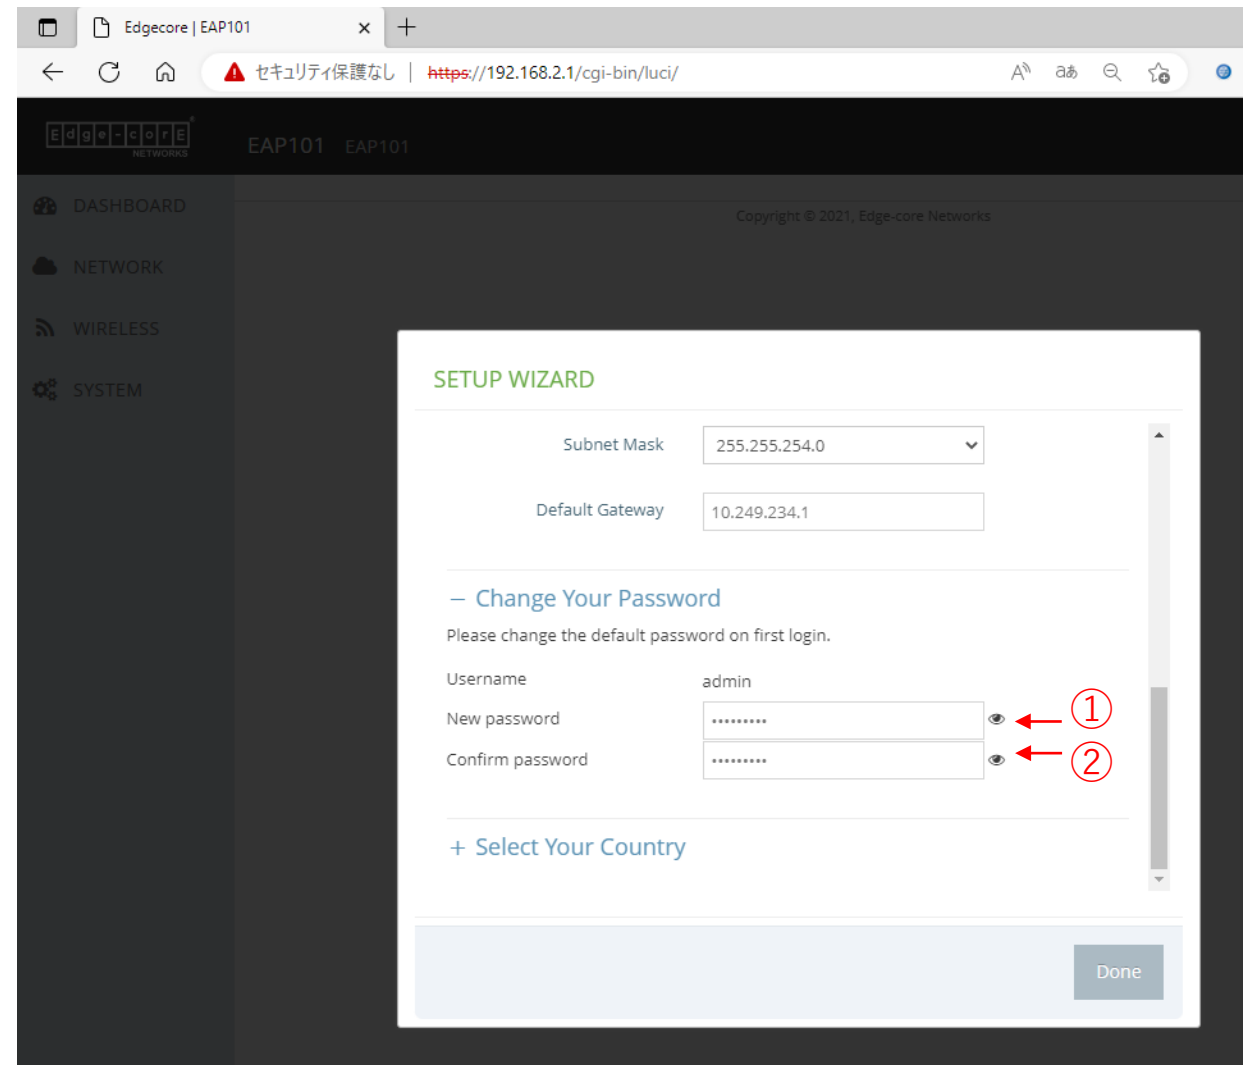 Edgecore | EAP101
セキュリティ保護なし | https://192.168.2.1/cgi-bin/luci/
Edge-corE
NETWORKS
EAP101 EAP101
DASHBOARD
Copyright © 2021, Edge-core Networks
NETWORK
WIRELESS
SYSTEM
SETUP WIZARD
Subnet Mask 255.255.254.0
Default Gateway 10.249.234.1
− Change Your Password
Please change the default password on first login.
Username admin
New password ••••••••• ①
Confirm password ••••••••• ②
+ Select Your Country
Done